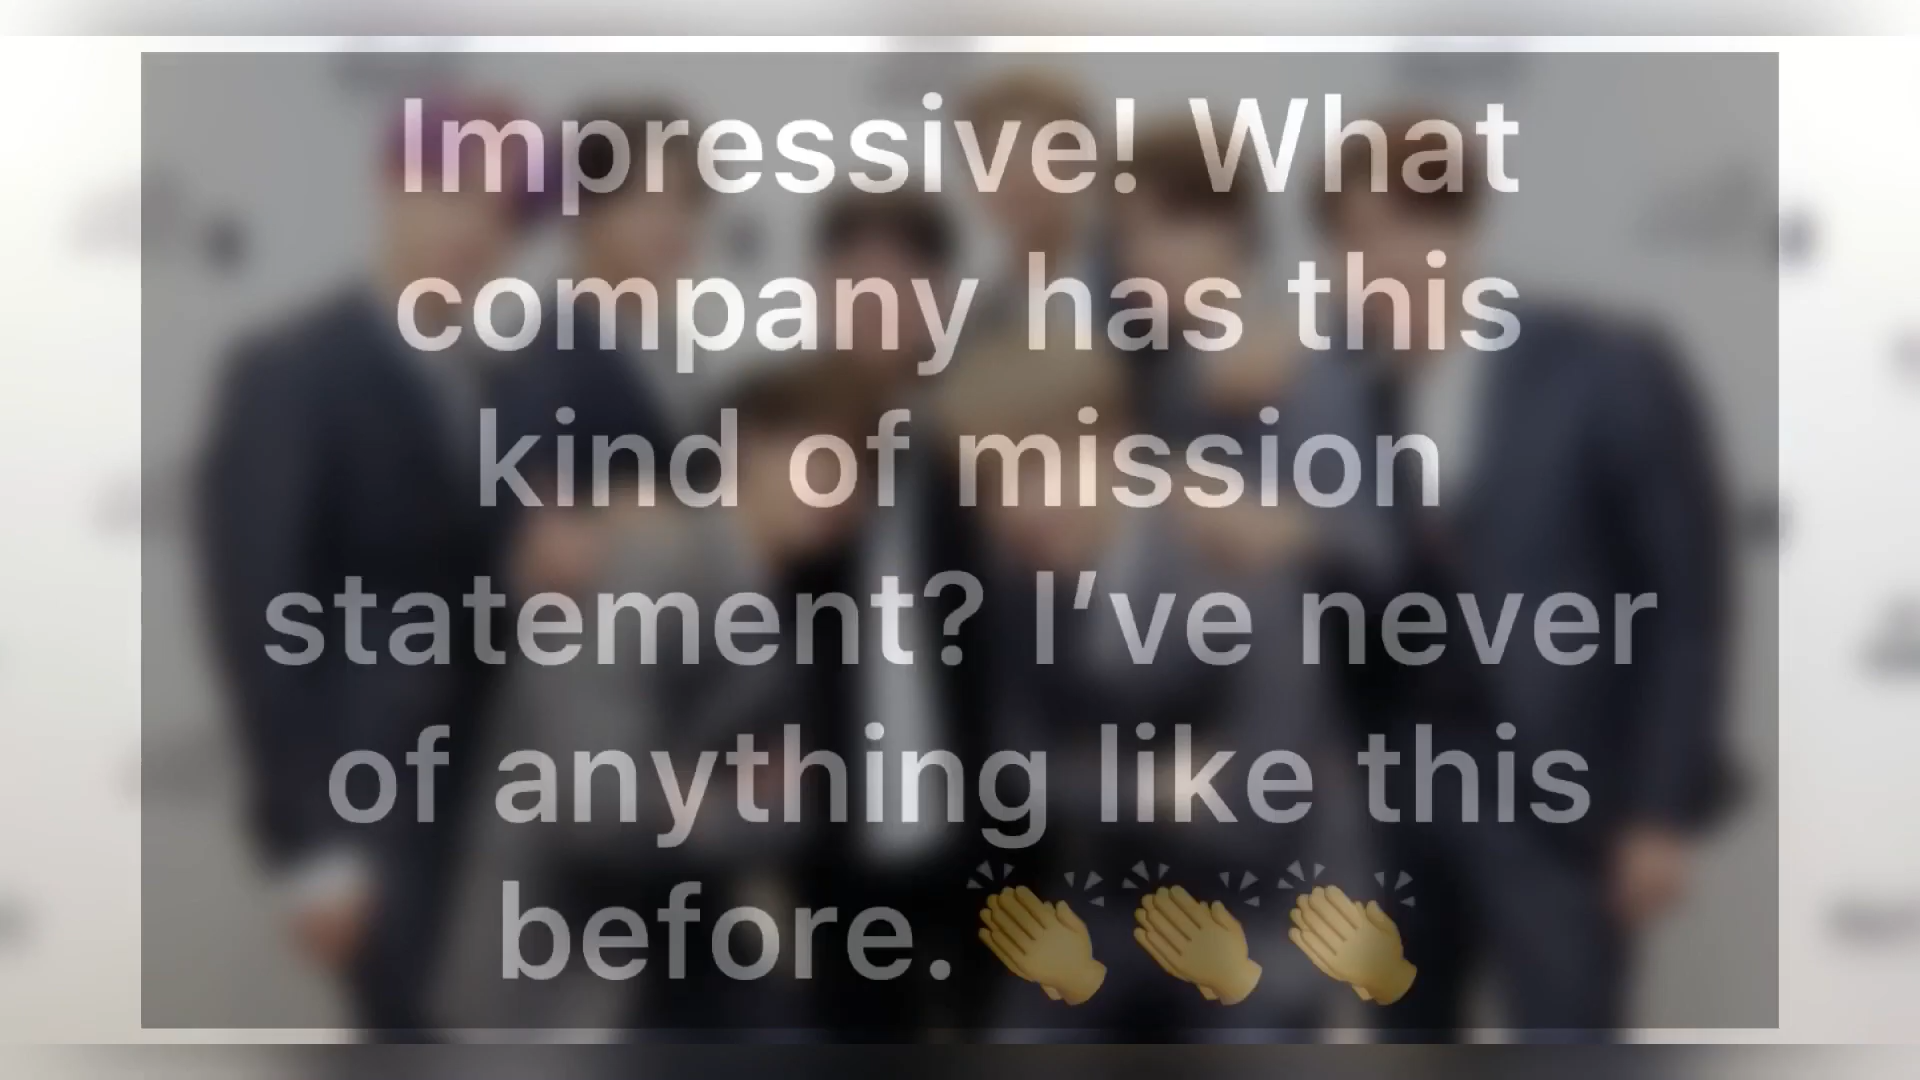 Impressive! What
company has this
kind of mission
statement? I’ve never
of anything like this
before. 👏👏👏